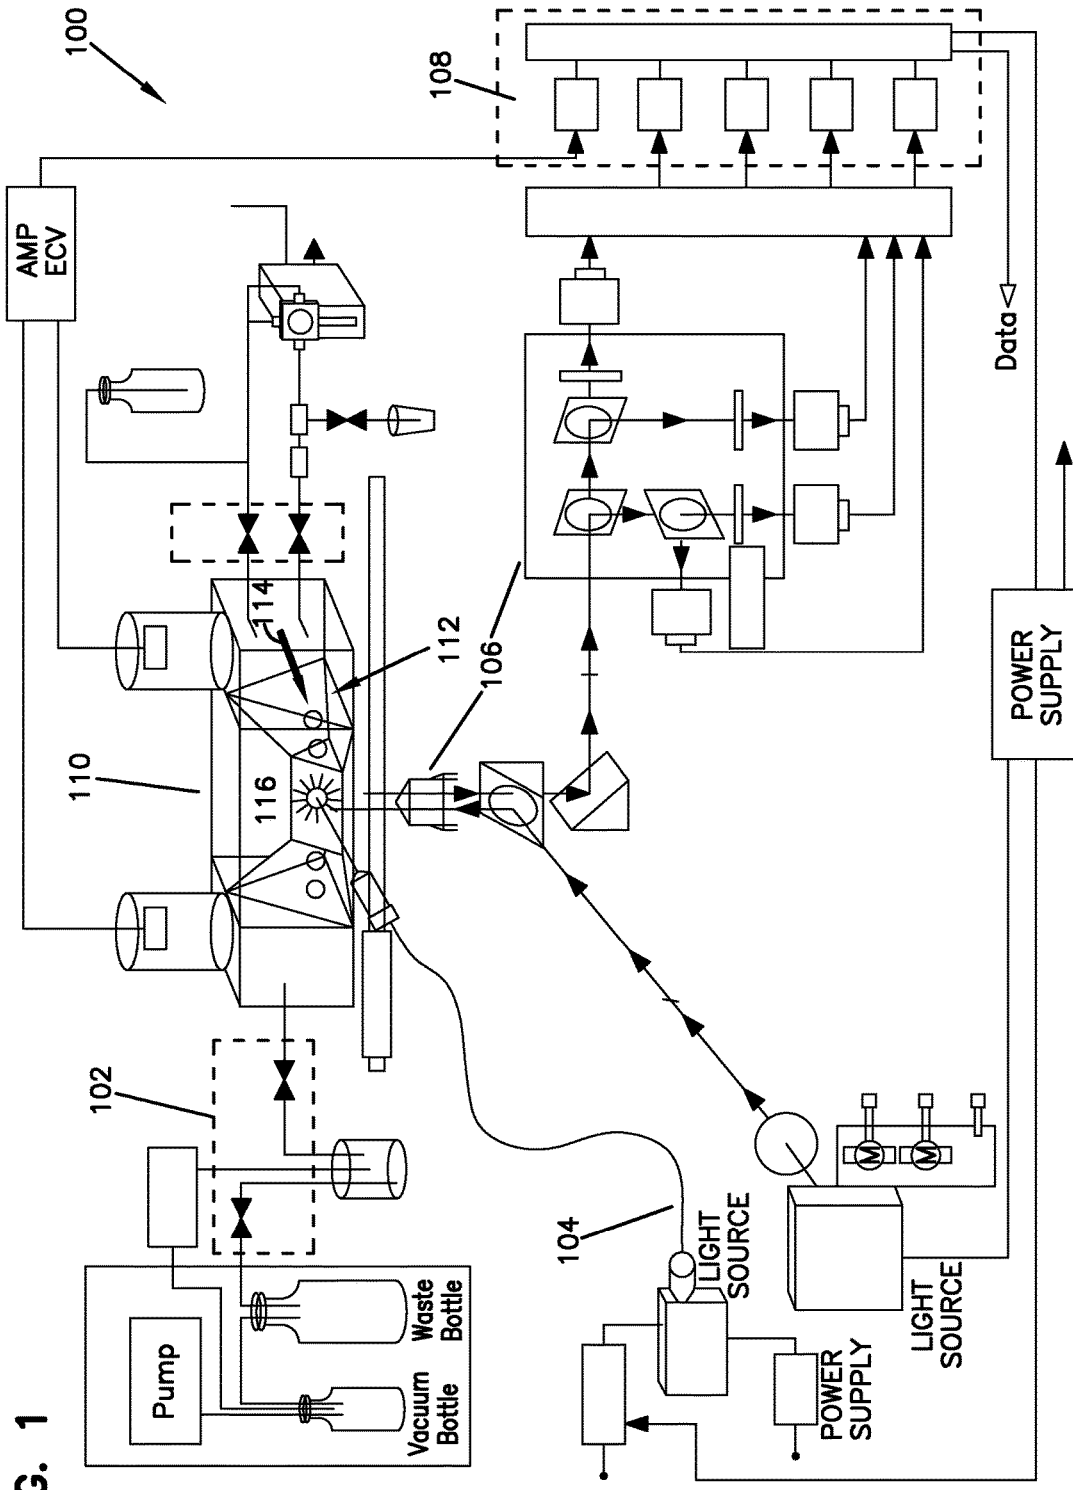 G. 1
100
AMP
ECV
110
102
Pump
Vacuum
Bottle
Waste
Bottle
114
116
112
106
108
104
LIGHT
SOURCE
POWER
SUPPLY
LIGHT
SOURCE
M
M
Data
POWER
SUPPLY